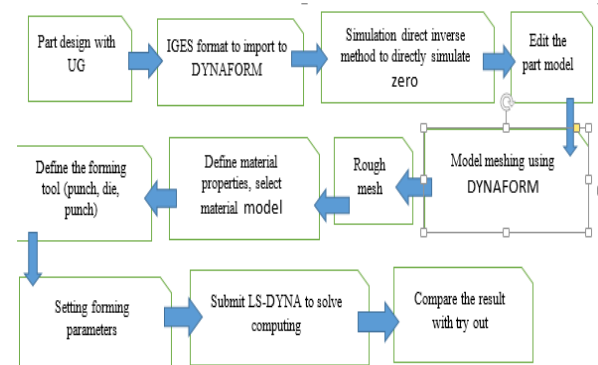 Part design with
UG
IGES format to import to
DYNAFORM
Simulation direct inverse
method to directly simulate
zero
Edit the
part model
Model meshing using
DYNAFORM
Rough
mesh
Define material
properties, select
material model
Define the forming
tool (punch, die,
punch)
Setting forming
parameters
Submit LS-DYNA to solve
computing
Compare the result
with try out